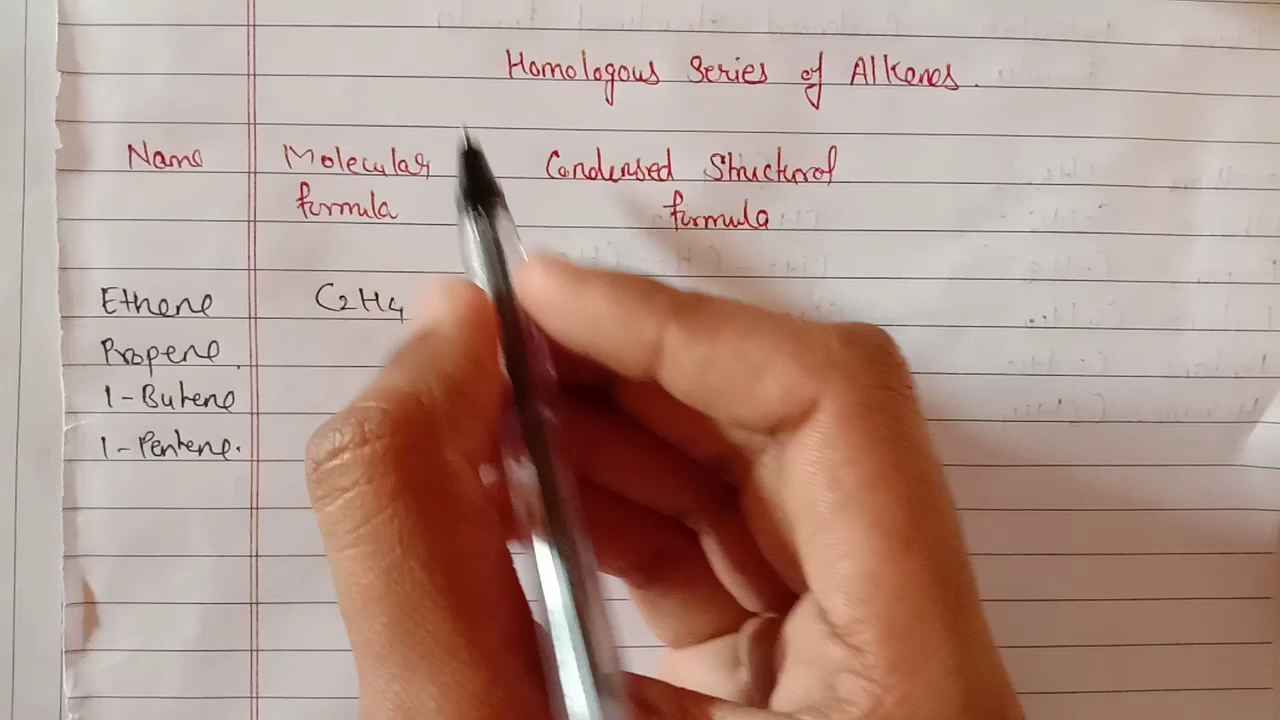 Homologous Series of Alkenes.
Name Molecular Condensed Structural
formula formula
Ethene C2H4
Propene
1-Butene
1-Pentene.